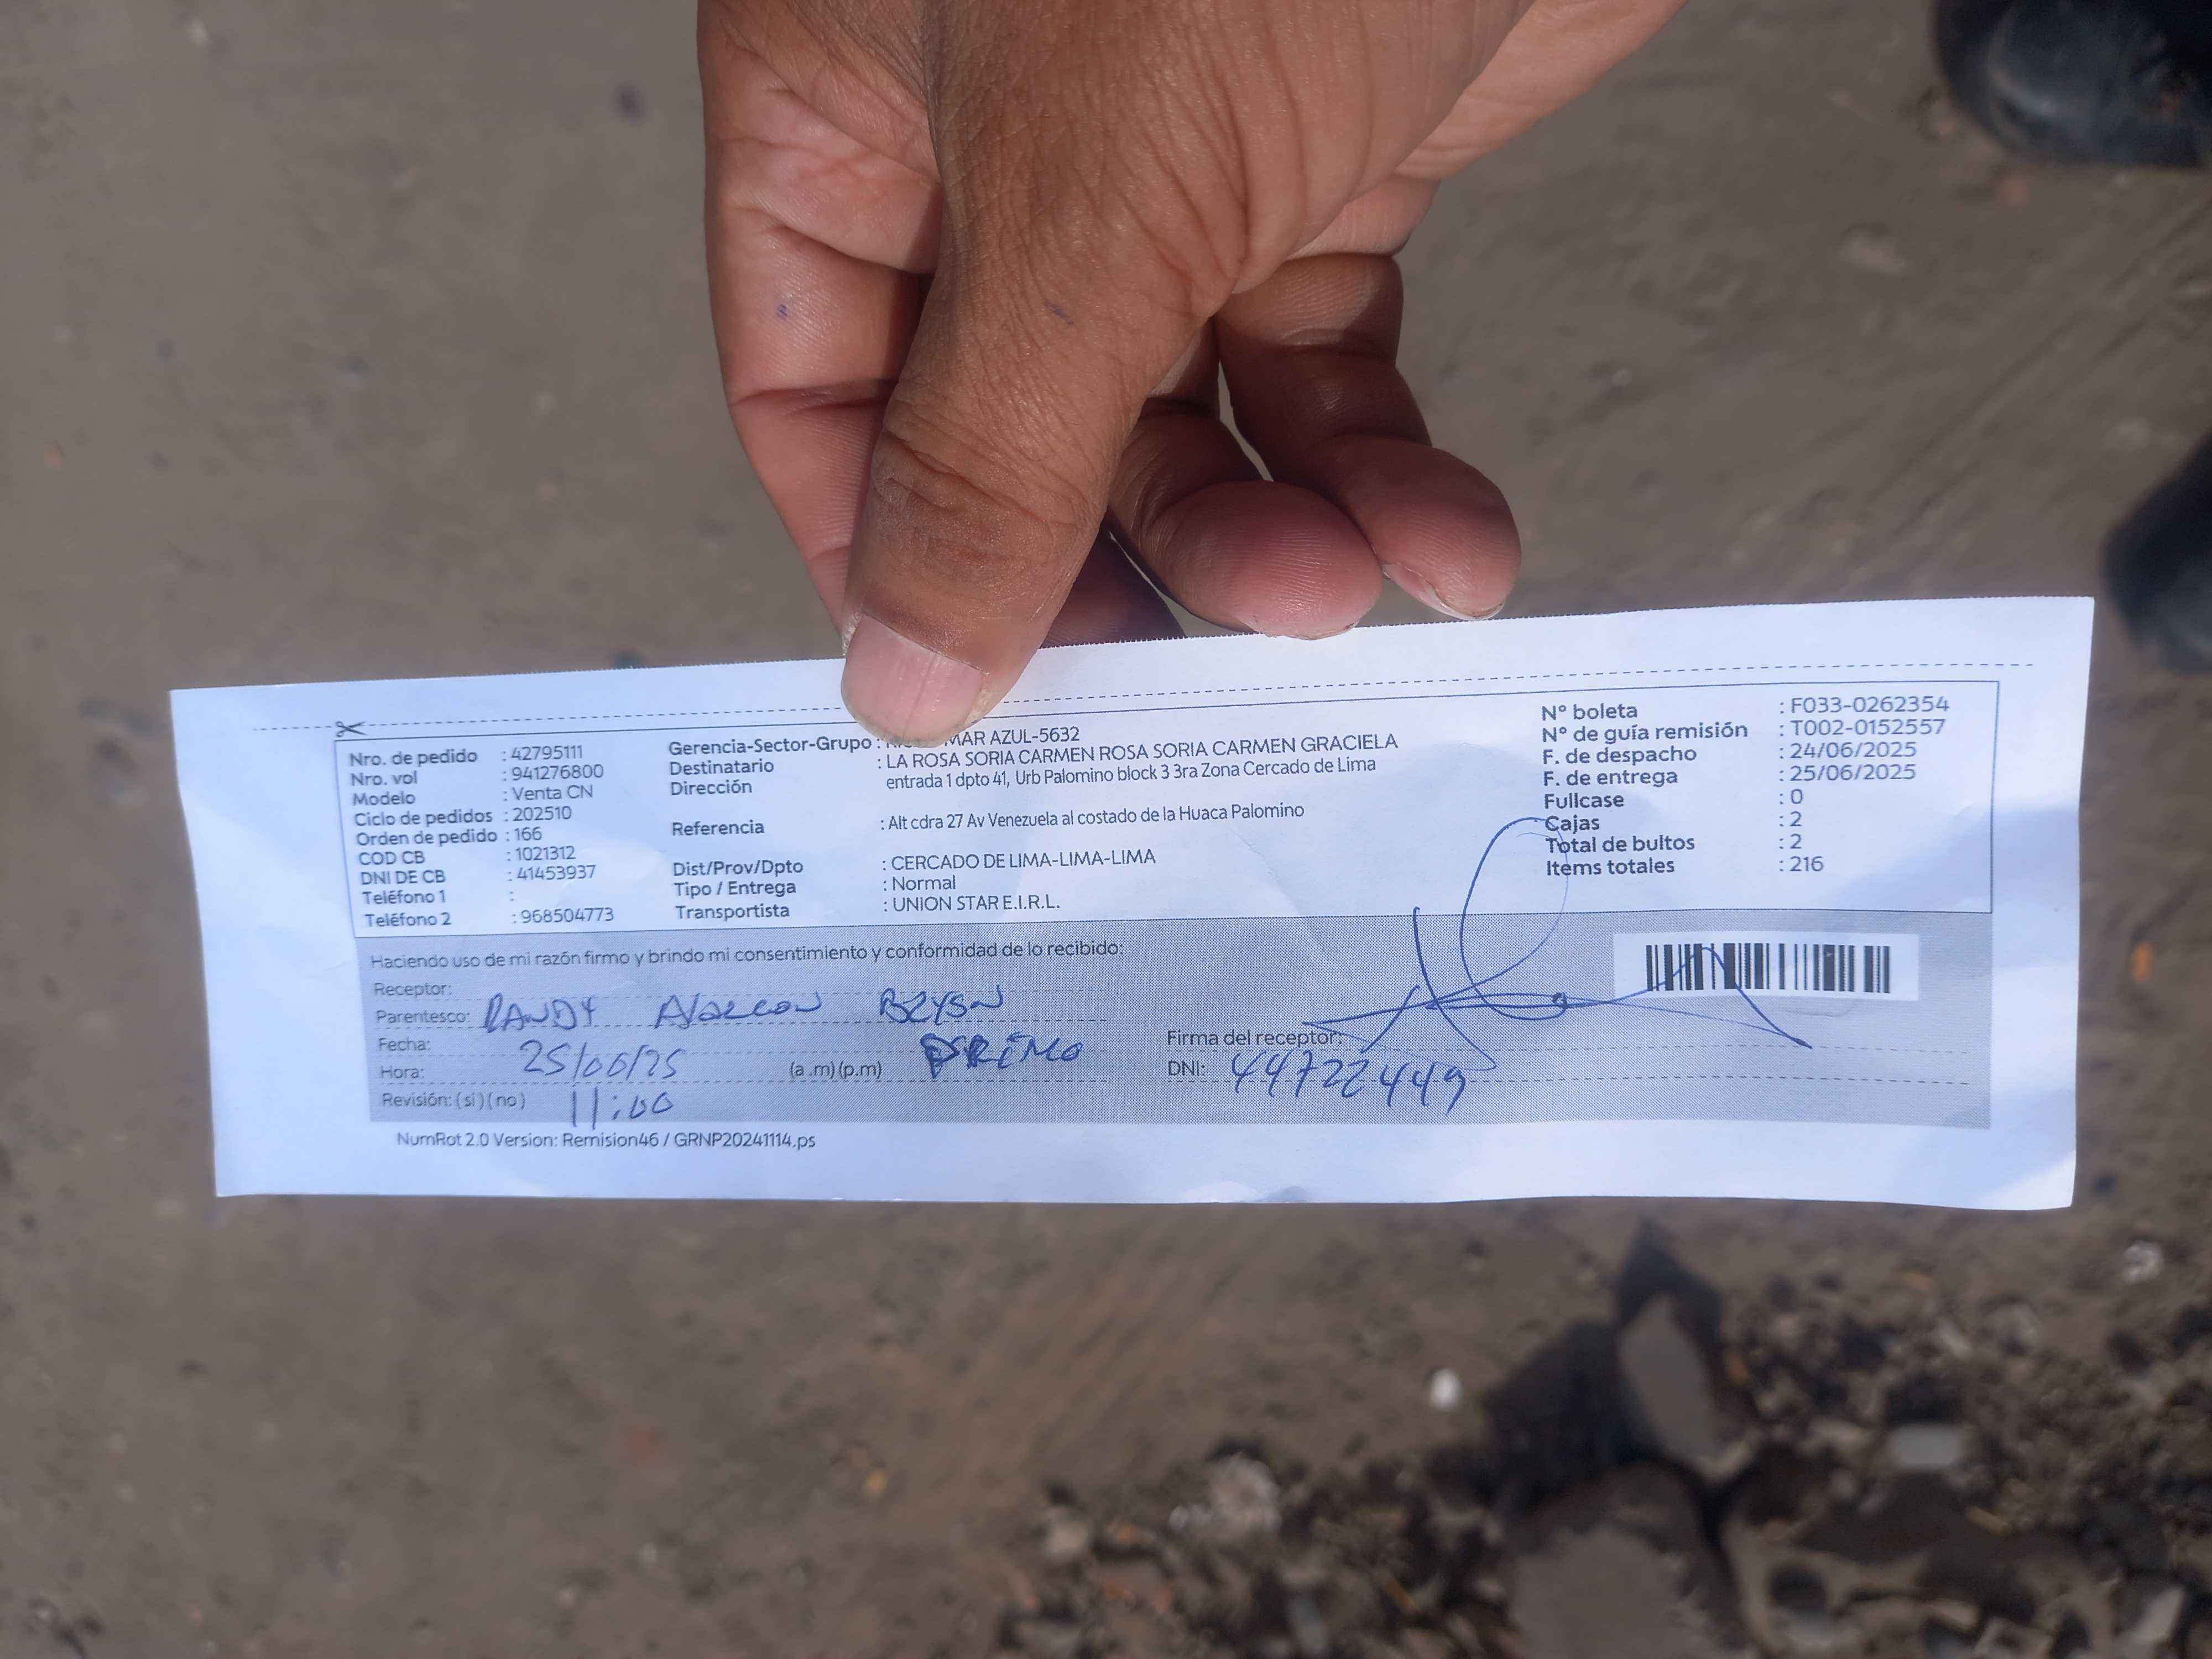 Nro. de pedido : 42795111
Nro. vol : 941276800
Modelo : Venta CN
Ciclo de pedidos : 202510
Orden de pedido : 166
COD CB : 1021312
DNI DE CB : 41453937
Teléfono 1 :
Teléfono 2 : 968504773
Gerencia-Sector-Grupo : MAR AZUL-5632
Destinatario : LA ROSA SORIA CARMEN ROSA SORIA CARMEN GRACIELA
Dirección entrada 1 dpto 41, Urb Palomino block 3 3ra Zona Cercado de Lima
Referencia : Alt cdra 27 Av Venezuela al costado de la Huaca Palomino
Dist/Prov/Dpto : CERCADO DE LIMA-LIMA-LIMA
Tipo / Entrega : Normal
Transportista : UNION STAR E.I.R.L.
N° boleta : F033-0262354
N° de guía remisión : T002-0152557
F. de despacho : 24/06/2025
F. de entrega : 25/06/2025
Fullcase : 0
Cajas : 2
Total de bultos : 2
Items totales : 216
Haciendo uso de mi razón firmo y brindo mi consentimiento y conformidad de lo recibido:
Receptor:
Parentesco: RANDY Alarcon
Fecha: PRIMO
Hora: 25/06/25 (a .m) (p.m)
Revisión: ( si ) ( no ) 11:00
Firma del receptor:
DNI: 44722449
NumRot 2.0 Version: Remision46 / GRNP20241114.ps